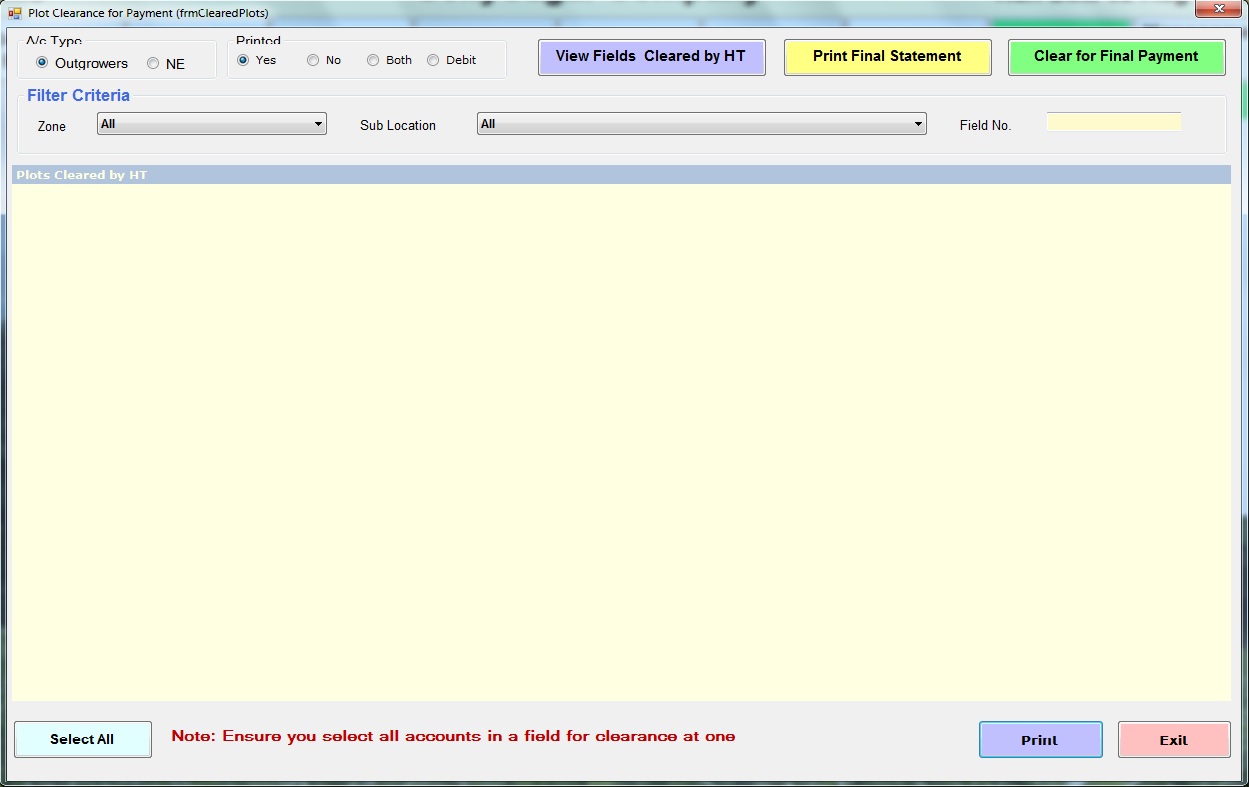 Plot Clearance for Payment (frmClearedPlots)
A/c Type
Outgrowers NE
Printed
Yes No Both Debit
View Fields Cleared by HT
Print Final Statement
Clear for Final Payment
Filter Criteria
Zone All Sub Location All Field No.
Plots Cleared by HT
Select All
Note: Ensure you select all accounts in a field for clearance at one
Print
Exit